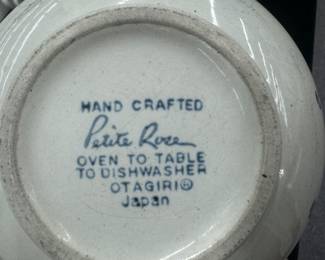 HAND CRAFTED
Petite Rose
OVEN TO TABLE
TO DISHWASHER
OTAGIRI®
Japan